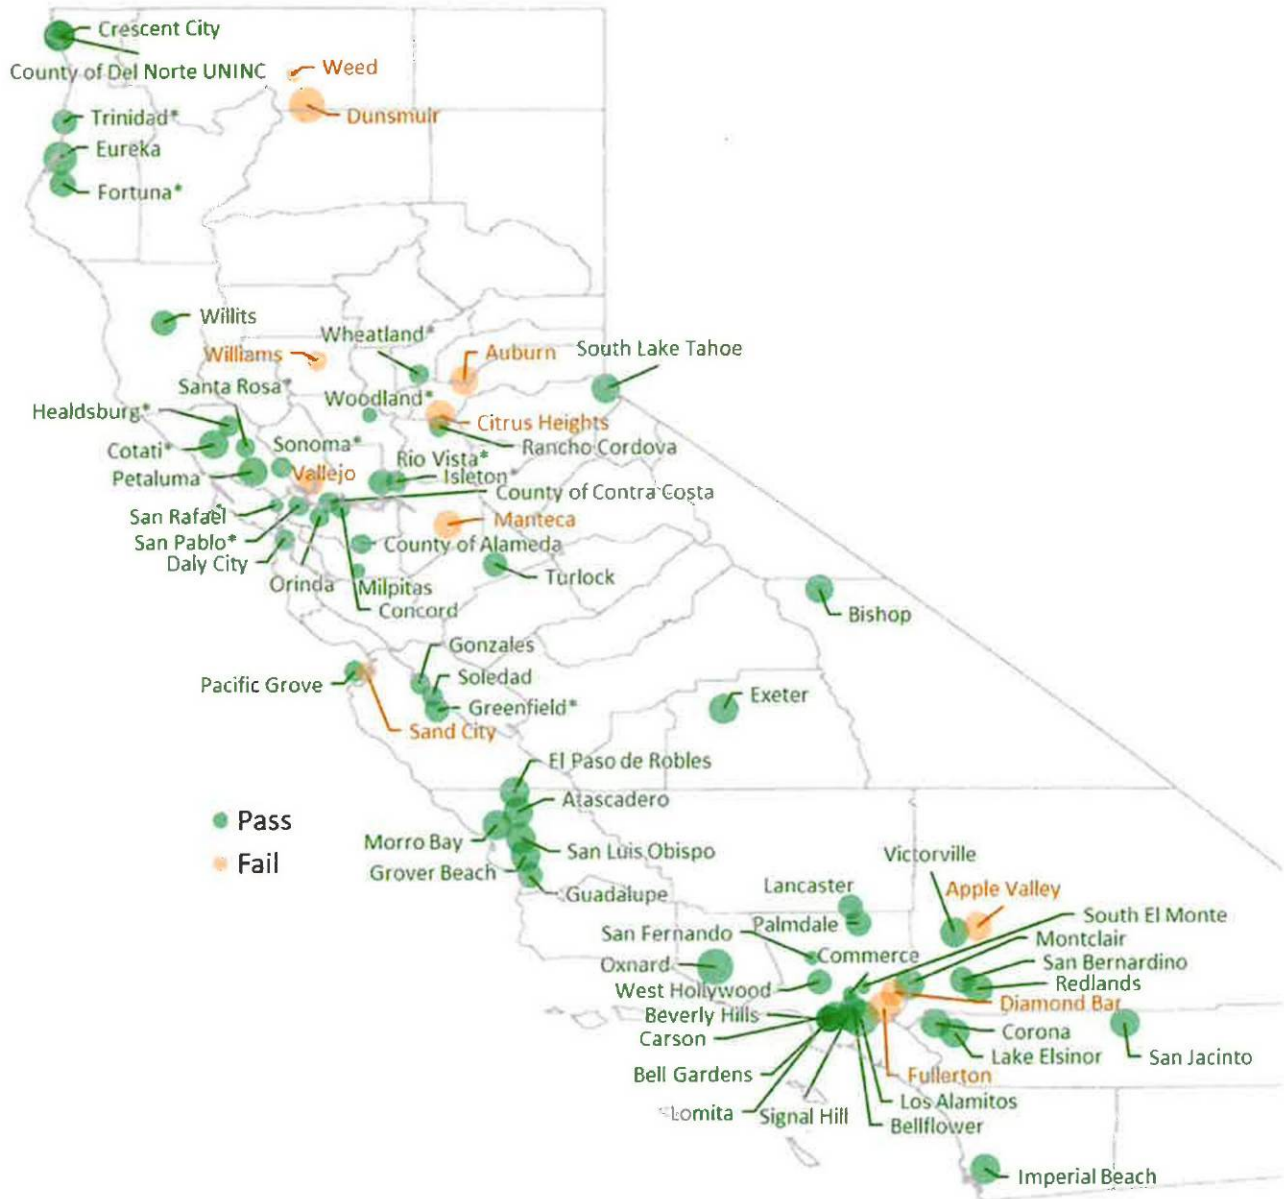 Crescent City
County of Del Norte UNINC
Weed
Dunsmuir
Trinidad*
Eureka
Fortuna*
Willits
Wheatland*
Williams
Auburn
South Lake Tahoe
Santa Rosa*
Woodland*
Healdsburg*
Citrus Heights
Cotati*
Sonoma*
Rancho Cordova
Rio Vista*
Petaluma
Vallejo
Isleton*
County of Contra Costa
San Rafael
San Pablo*
Manteca
Daly City
County of Alameda
Orinda
Milpitas
Turlock
Concord
Bishop
Gonzales
Pacific Grove
Soledad
Exeter
Greenfield*
Sand City
El Paso de Robles
Atascadero
Pass
Morro Bay
San Luis Obispo
Fail
Grover Beach
Victorville
Guadalupe
Lancaster
Apple Valley
Palmdale
South El Monte
San Fernando
Montclair
Commerce
Oxnard
San Bernardino
West Hollywood
Redlands
Diamond Bar
Beverly Hills
Carson
Corona
Lake Elsinor
San Jacinto
Bell Gardens
Fullerton
Los Alamitos
Lomita
Signal Hill
Bellflower
Imperial Beach